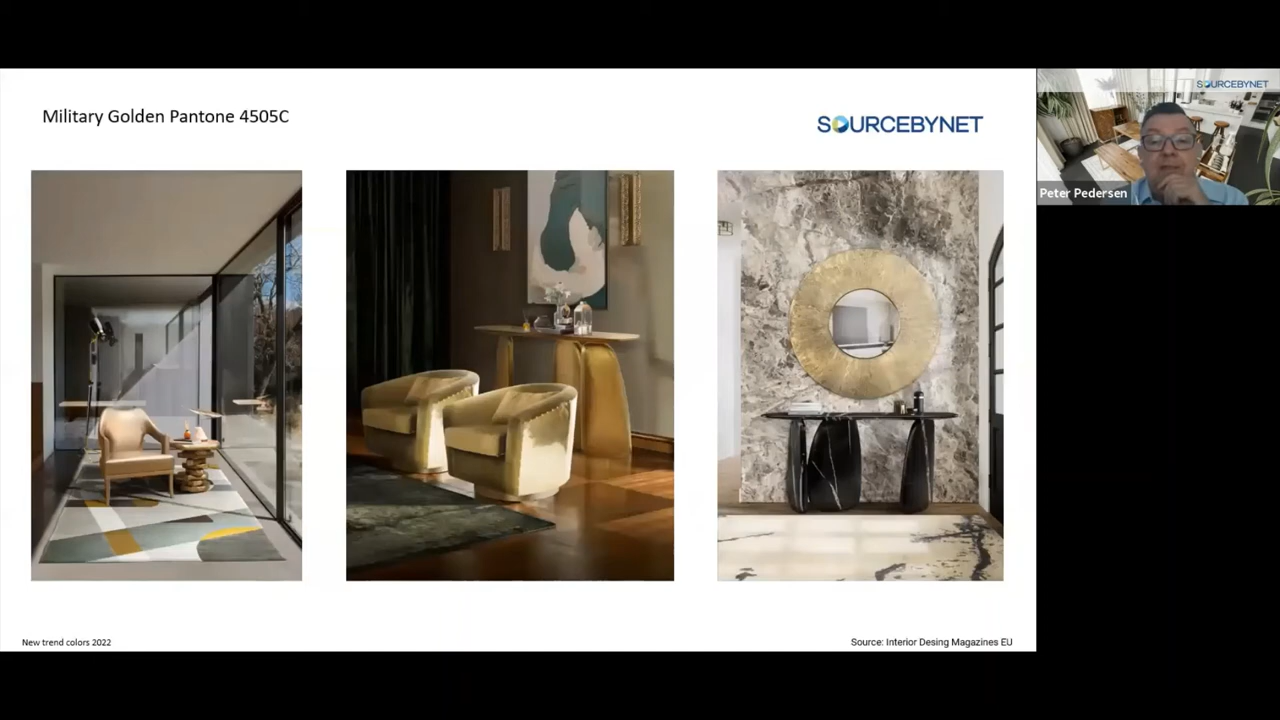 Military Golden Pantone 4505C
SOURCEBYNET
SOURCEBYNET
Peter Pedersen
New trend colors 2022
Source: Interior Desing Magazines EU